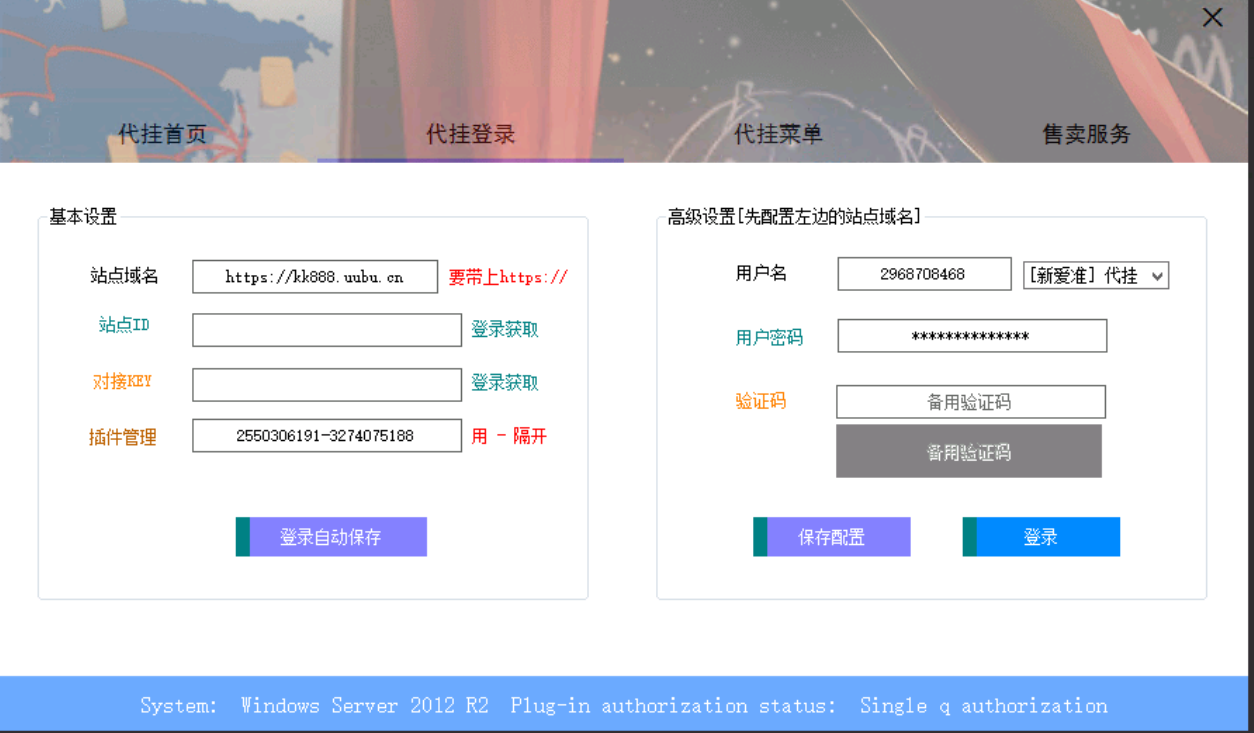 代挂首页 代挂登录 代挂菜单 售卖服务
基本设置
站点域名 https://kk888.uubu.cn 要带上https://
站点ID 登录获取
对接KEY 登录获取
插件管理 2550306191-3274075188 用 - 隔开
登录自动保存
高级设置[先配置左边的站点域名]
用户名 2968708468 [新爱准] 代挂
用户密码 **************
验证码 备用验证码
备用验证码
保存配置 登录
System: Windows Server 2012 R2 Plug-in authorization status: Single q authorization